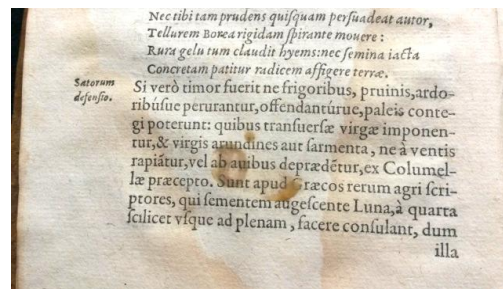 Nec tibi tam prudens quiſquam perſuadeat autor,
Tellurem Borea rigidam ſpirante mouere :
Rura gelu tum claudit hyems: nec ſemina iacta
Concretam patitur radicem affigere terræ.
Satorum
defenſio.
Si verò timor fuerit ne frigoribus, pruinis, ardo-
ribúſue perurantur, offendantúrue, paleis conte-
gi poterunt: quibus tranſuerſæ virgæ imponen-
tur, & virgis arundines aut ſarmenta, ne à ventis
rapiātur, vel ab auibus deprædētur, ex Columel-
læ præcepto. Sunt apud Græcos rerum agri ſcri-
ptores, qui ſementem augeſcente Luna, à quarta
ſcilicet vſque ad plenam, facere conſulant, dum
illa